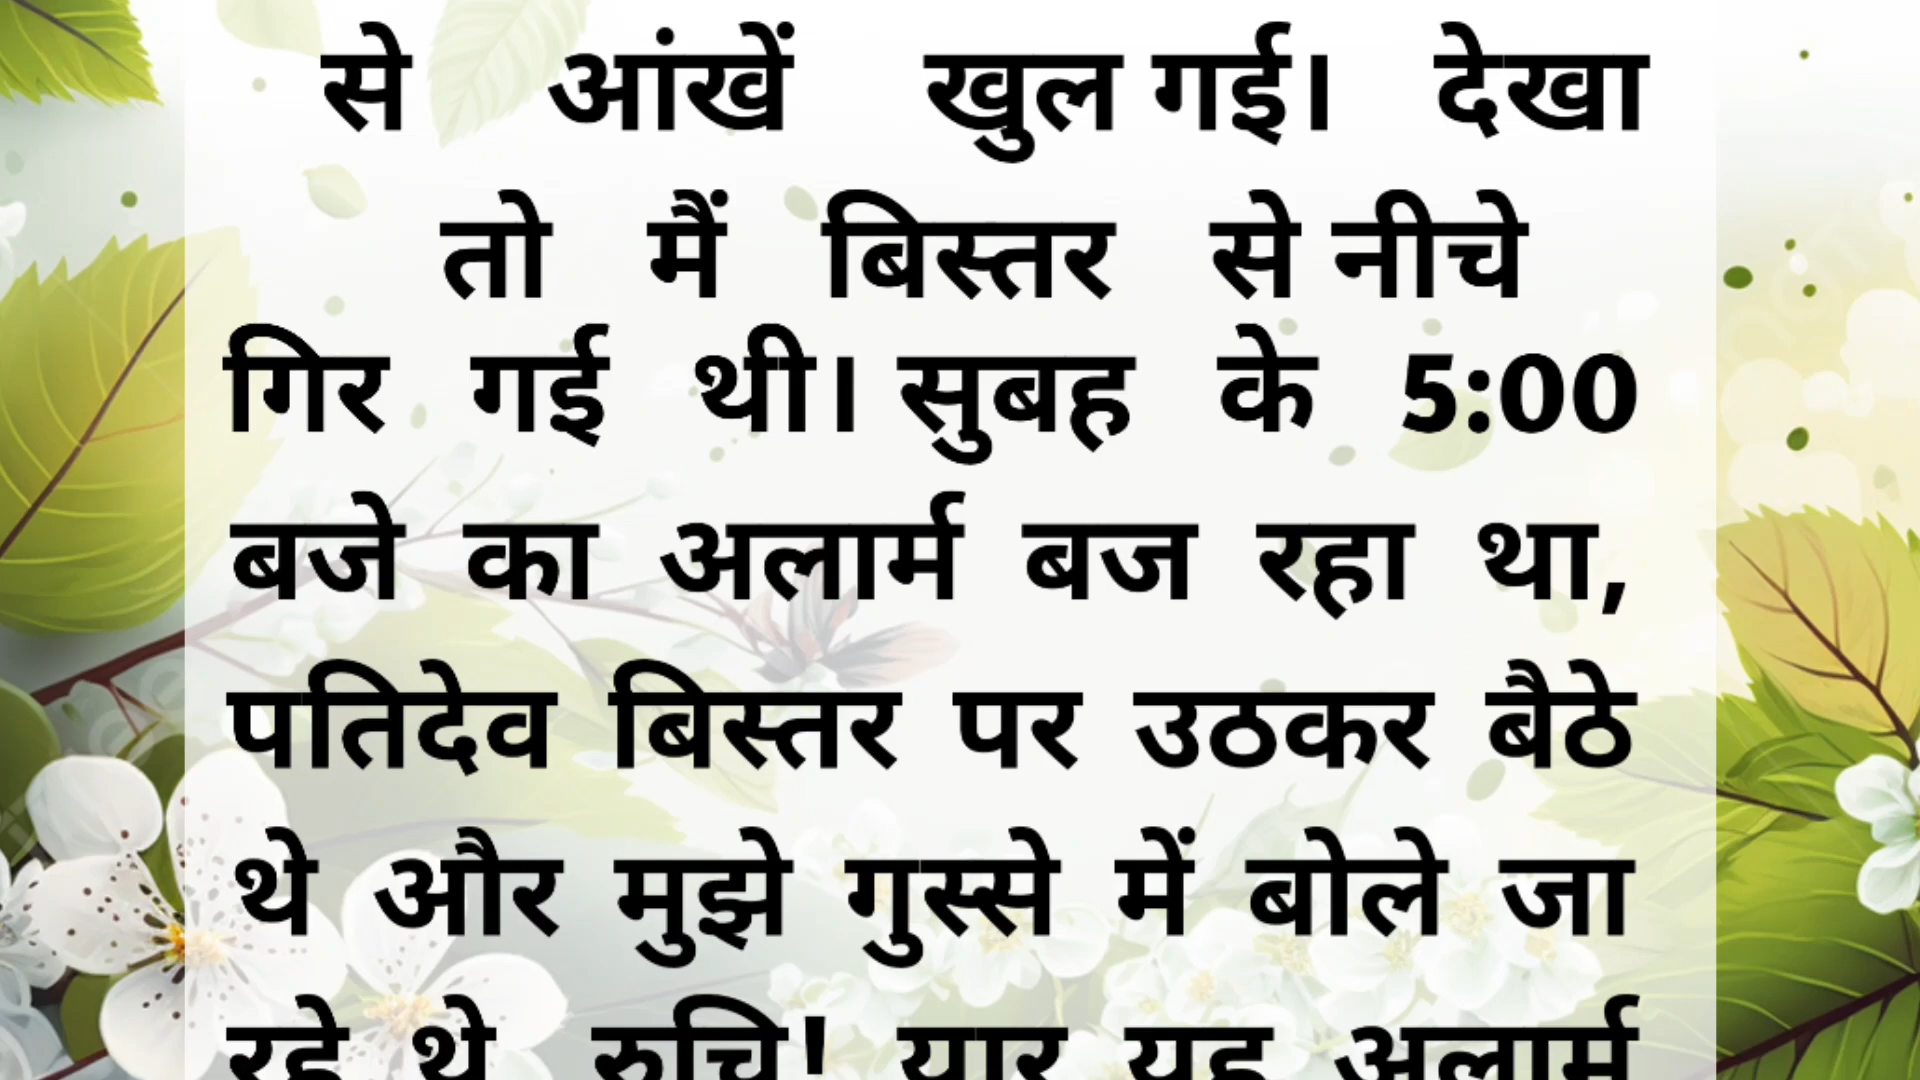 से आंखें खुल गई। देखा
तो मैं बिस्तर से नीचे
गिर गई थी। सुबह के 5:00
बजे का अलार्म बज रहा था,
पतिदेव बिस्तर पर उठकर बैठे
थे और मुझे गुस्से में बोले जा
रहे थे रुचि! यार यह अलार्म